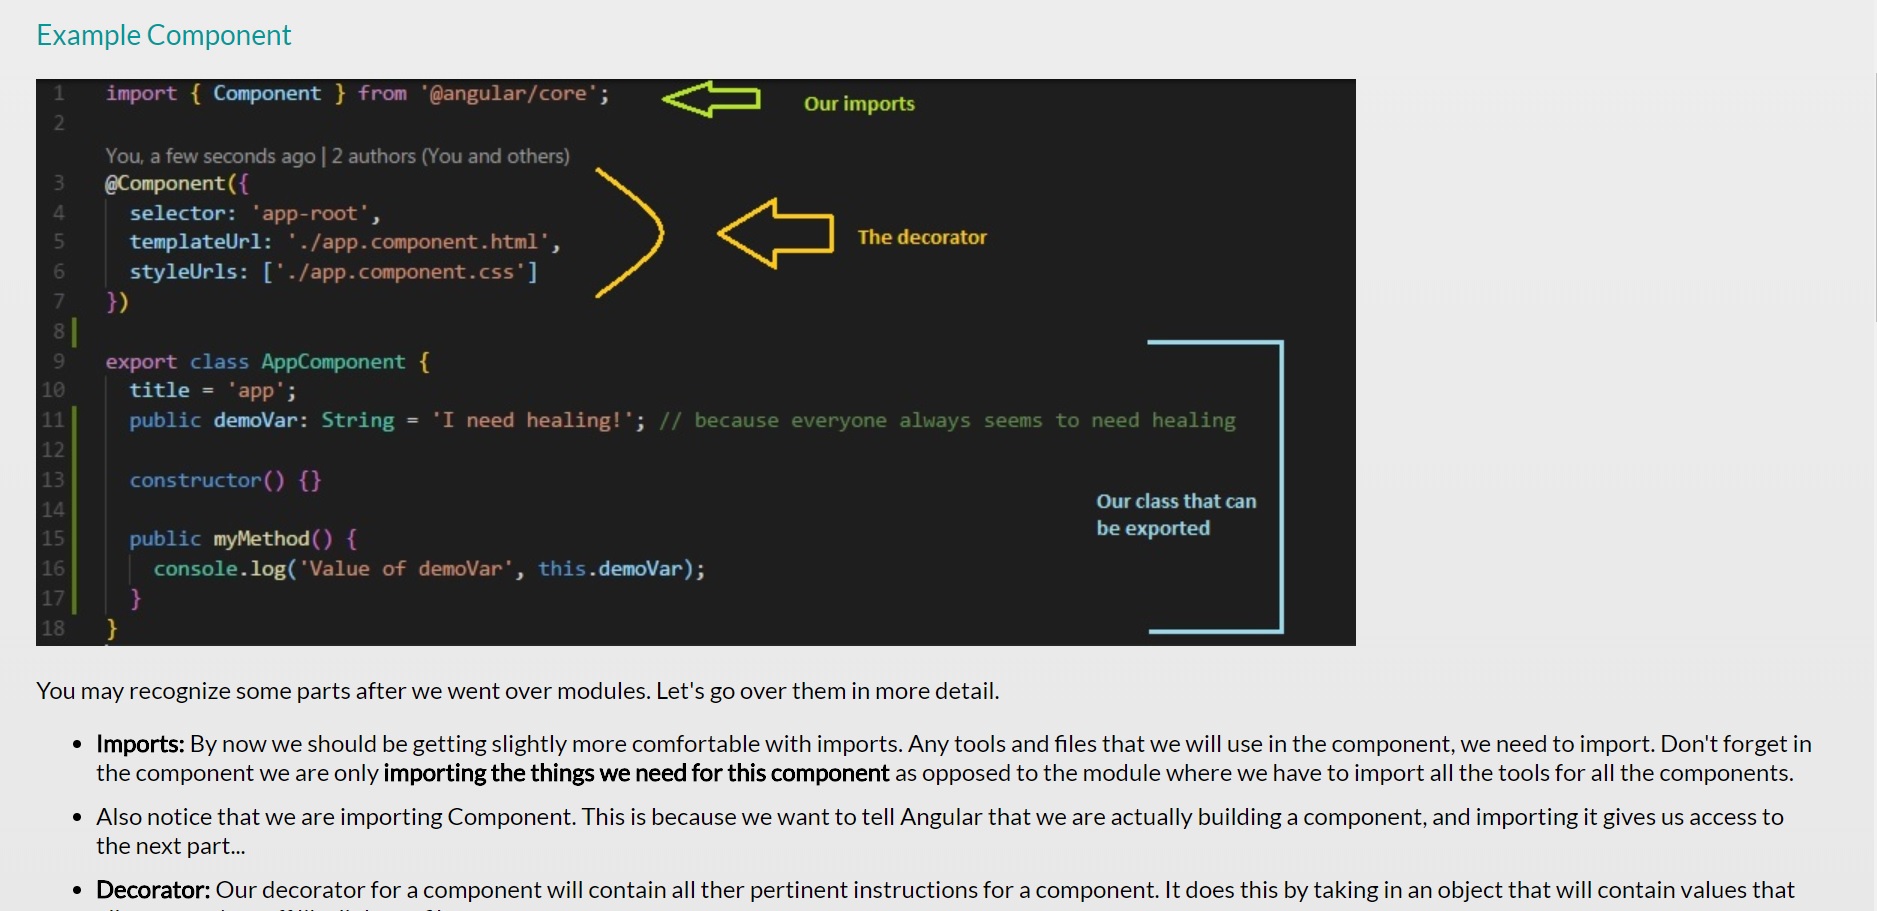 Example Component
1 import { Component } from '@angular/core';
Our imports
2
You, a few seconds ago | 2 authors (You and others)
3 @Component({
4 selector: 'app-root',
5 templateUrl: './app.component.html',
The decorator
6 styleUrls: ['./app.component.css']
7 })
8
9 export class AppComponent {
10 title = 'app';
11 public demoVar: String = 'I need healing!'; // because everyone always seems to need healing
12
13 constructor() {}
14
Our class that can
be exported
15 public myMethod() {
16 console.log('Value of demoVar', this.demoVar);
17 }
18 }
You may recognize some parts after we went over modules. Let's go over them in more detail.
• Imports: By now we should be getting slightly more comfortable with imports. Any tools and files that we will use in the component, we need to import. Don't forget in
the component we are only importing the things we need for this component as opposed to the module where we have to import all the tools for all the components.
• Also notice that we are importing Component. This is because we want to tell Angular that we are actually building a component, and importing it gives us access to
the next part...
• Decorator: Our decorator for a component will contain all ther pertinent instructions for a component. It does this by taking in an object that will contain values that